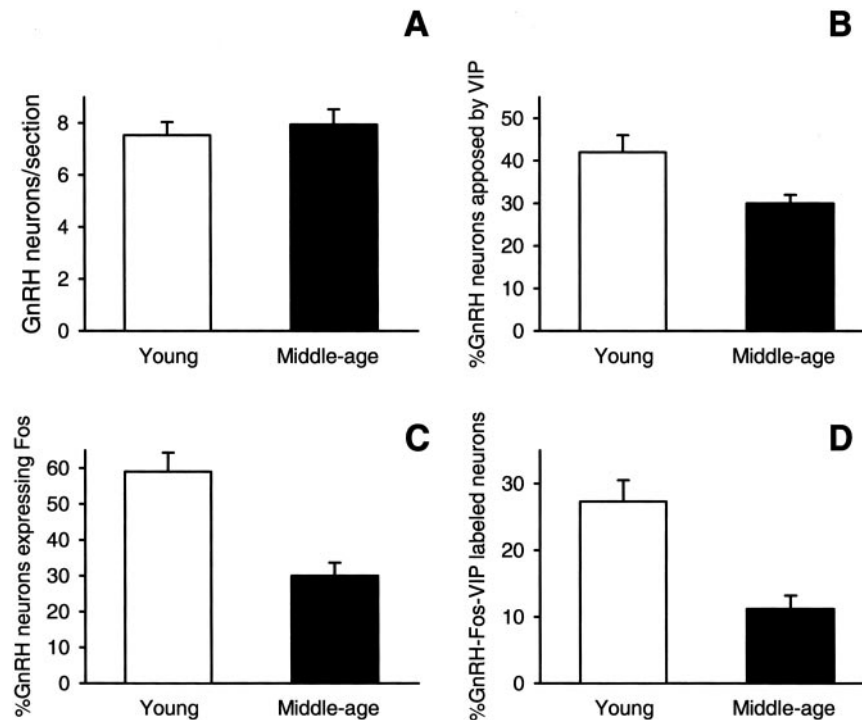 A
GnRH neurons/section
8
6
4
2
0
Young Middle-age
B
%GnRH neurons apposed by VIP
50
40
30
20
10
0
Young Middle-age
C
%GnRH neurons expressing Fos
60
50
40
30
20
10
0
Young Middle-age
D
%GnRH-Fos-VIP labeled neurons
30
20
10
0
Young Middle-age